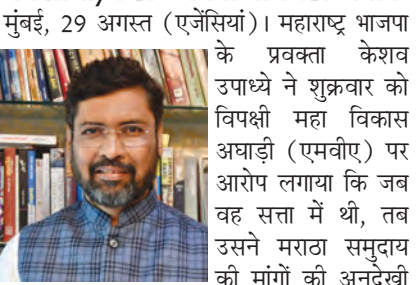 मुंबई, 29 अगस्त (एजेंसियां)। महाराष्ट्र भाजपा
के प्रवक्ता केशव
उपाध्ये ने शुक्रवार को
विपक्षी महा विकास
अघाड़ी (एमवीए) पर
आरोप लगाया कि जब
वह सत्ता में थी, तब
उसने मराठा समुदाय
की मांगों की अनदेखी